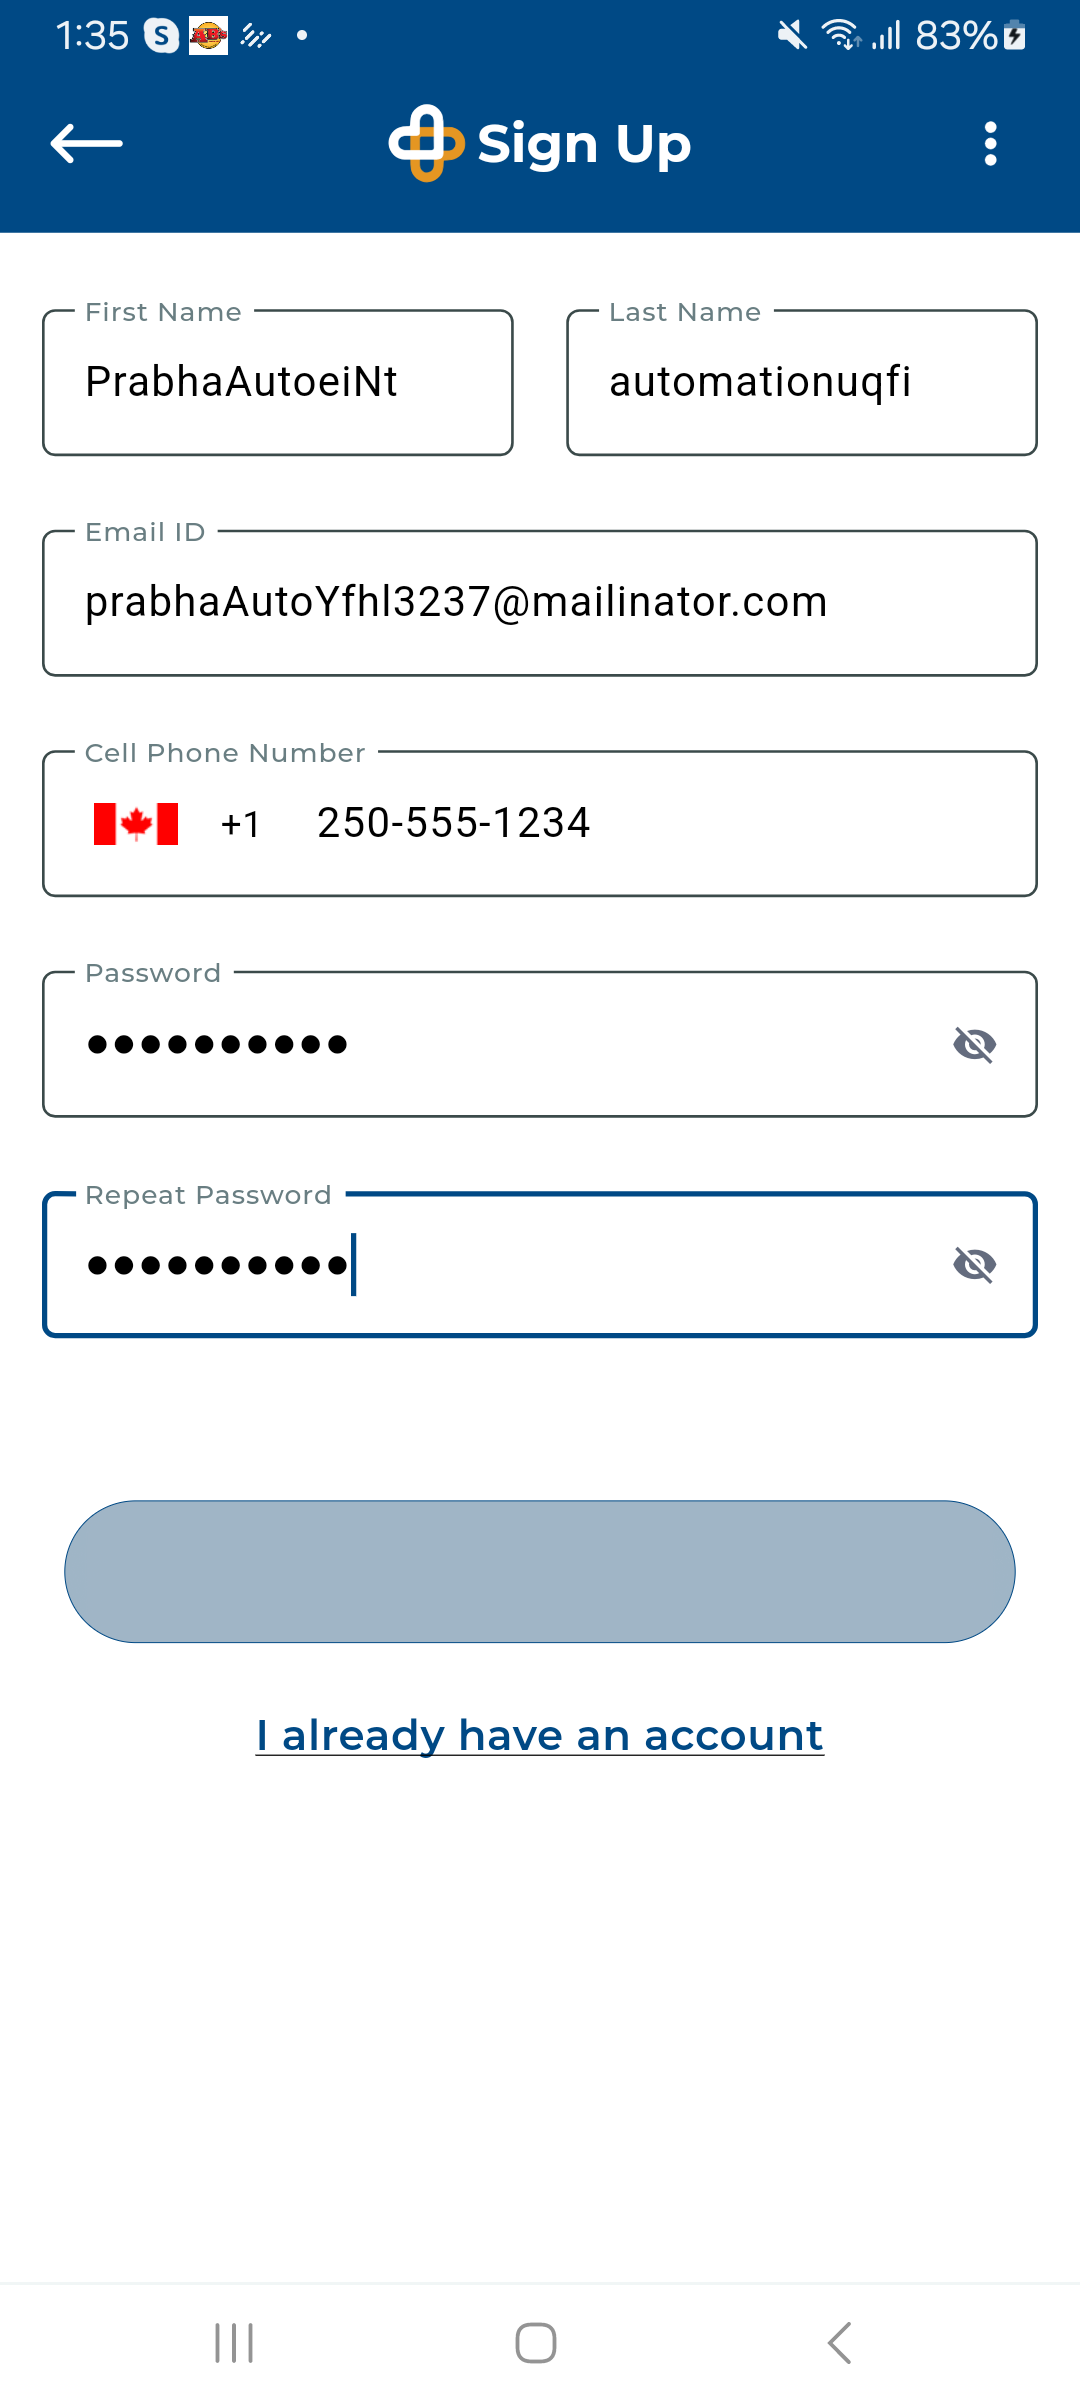 1:35 S ABs 83%
Sign Up
First Name Last Name
PrabhaAutoeiNt automationuqfi
Email ID
prabhaAutoYfhl3237@mailinator.com
Cell Phone Number
+1 250-555-1234
Password
••••••••••
Repeat Password
••••••••••
I already have an account